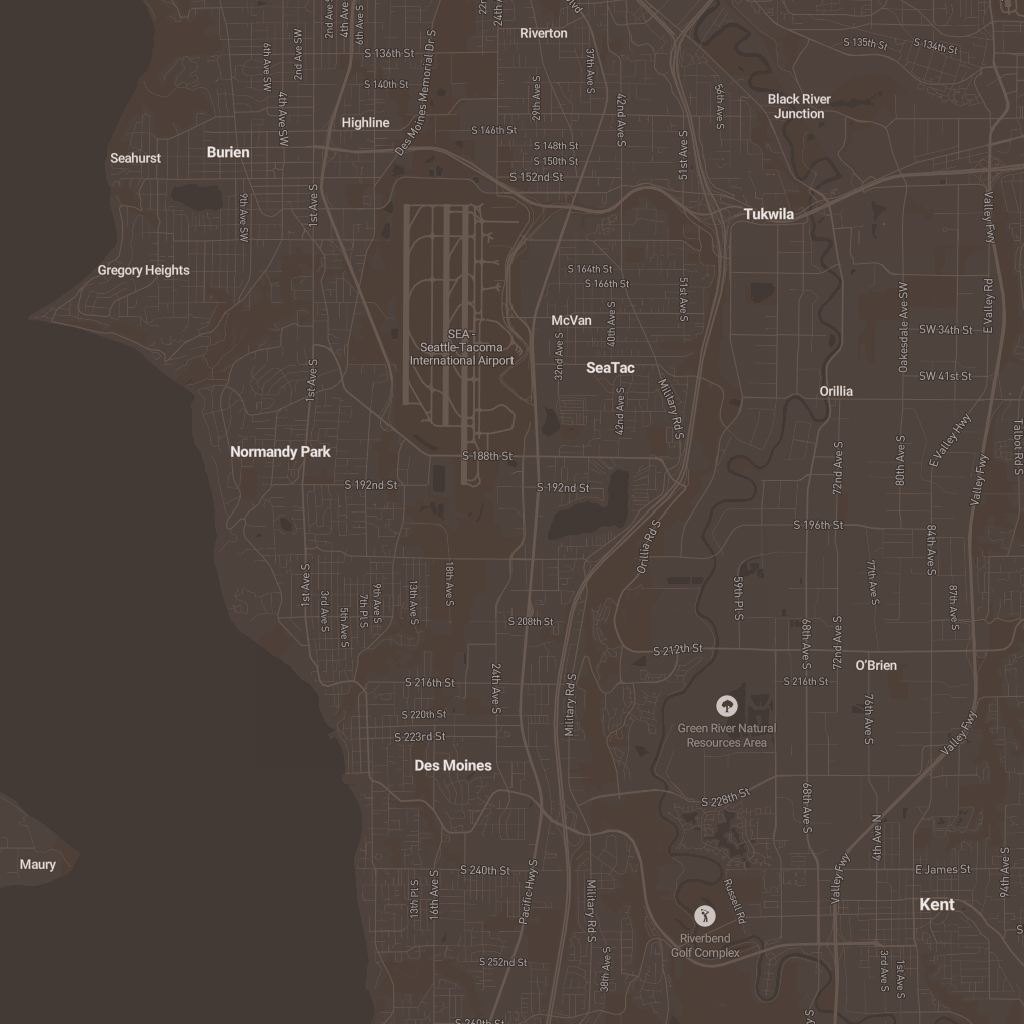 22n
24th A
Blvd
2nd Ave S
4th Ave S
6th Ave S
Riverton
6th Ave SW
2nd Ave SW
S 136th St
Des Moines Memorial Dr S
37th Ave S
S 135th St
S 134th St
S 140th St
29th Ave S
56th Ave S
Black River
Junction
4th Ave SW
Highline
42nd Ave S
S 146th St
Seahurst
Burien
S 148th St
51st Ave S
S 150th St
S 152nd St
1st Ave S
9th Ave SW
Tukwila
Valley Fwy
Gregory Heights
S 164th St
S 166th St
51st Ave S
E Valley Rd
McVan
40th Ave S
Oakesdale Ave SW
SW 34th St
SEA -
Seattle-Tacoma
International Airport
32nd Ave S
SeaTac
SW 41st St
1st Ave S
Orillia
42nd Ave S
Military Rd S
E Valley Hwy
Talbot Rd S
Normandy Park
S 188th St
72nd Ave S
80th Ave S
Valley Fwy
S 192nd St
S 192nd St
S 196th St
Orillia Rd S
84th Ave S
1st Ave S
3rd Ave S
5th Ave S
7th Pl S
9th Ave S
13th Ave S
18th Ave S
59th Pl S
77th Ave S
87th Ave S
S 208th St
S 212th St
68th Ave S
72nd Ave S
O'Brien
S 216th St
S 216th St
24th Ave S
Military Rd S
S 220th St
76th Ave S
Green River Natural
Resources Area
S 223rd St
Valley Fwy
Des Moines
S 228th St
68th Ave S
4th Ave N
Maury
S 240th St
E James St
Valley Fwy
94th Ave S
13th Pl S
16th Ave S
Pacific Hwy S
Military Rd S
Russell Rd
Kent
Riverbend
Golf Complex
S
S 252nd St
38th Ave S
3rd Ave S
1st Ave S
S 260th St
y S